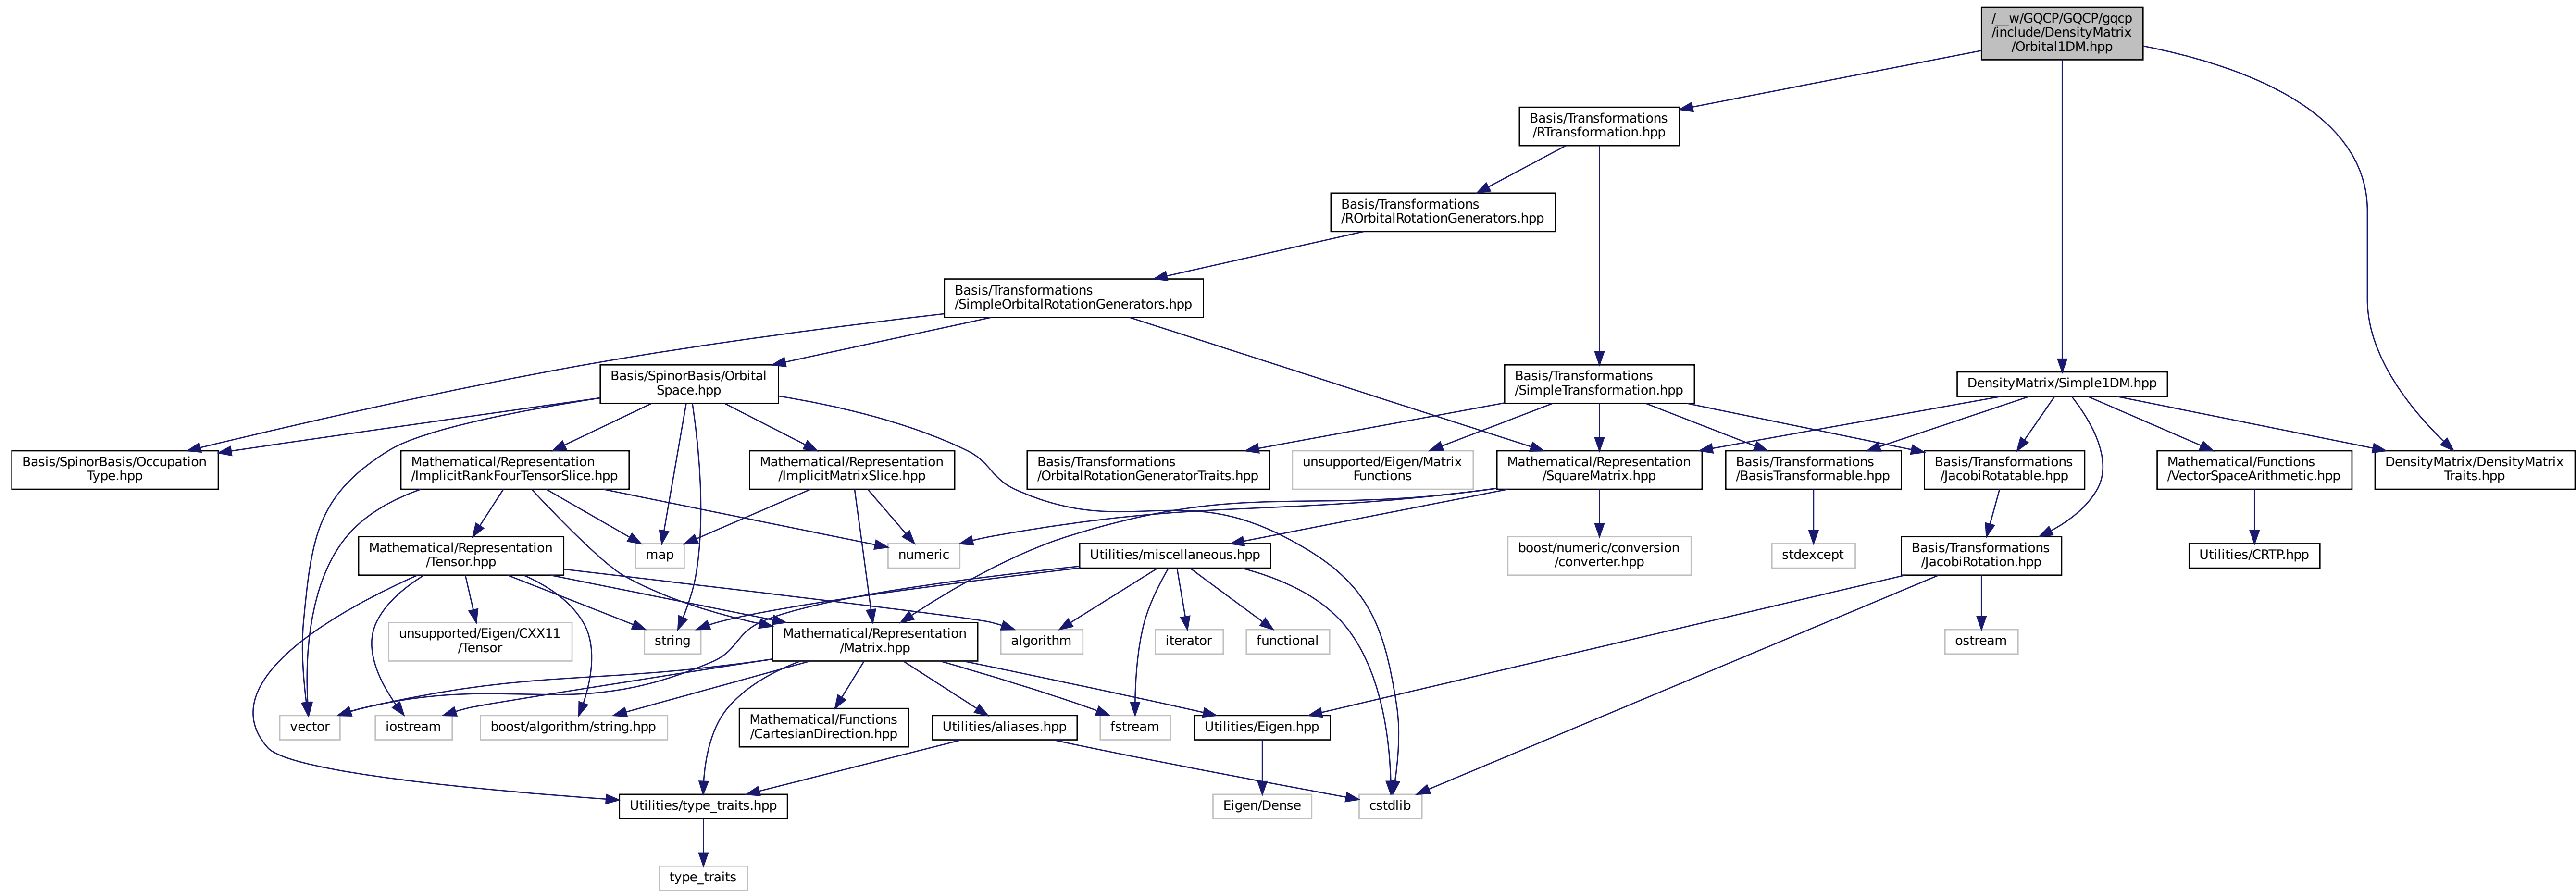 /__w/GQCP/GQCP/gqcp
/include/DensityMatrix
/Orbital1DM.hpp
Basis/Transformations
/RTransformation.hpp
Basis/Transformations
/ROrbitalRotationGenerators.hpp
Basis/Transformations
/SimpleOrbitalRotationGenerators.hpp
Basis/SpinorBasis/Orbital
Space.hpp
Basis/Transformations
/SimpleTransformation.hpp
DensityMatrix/Simple1DM.hpp
Basis/SpinorBasis/Occupation
Type.hpp
Mathematical/Representation
/ImplicitRankFourTensorSlice.hpp
Mathematical/Representation
/ImplicitMatrixSlice.hpp
Basis/Transformations
/OrbitalRotationGeneratorTraits.hpp
unsupported/Eigen/Matrix
Functions
Mathematical/Representation
/SquareMatrix.hpp
Basis/Transformations
/BasisTransformable.hpp
Basis/Transformations
/JacobiRotatable.hpp
Mathematical/Functions
/VectorSpaceArithmetic.hpp
DensityMatrix/DensityMatrix
Traits.hpp
Mathematical/Representation
/Tensor.hpp
map
numeric
Utilities/miscellaneous.hpp
boost/numeric/conversion
/converter.hpp
stdexcept
Basis/Transformations
/JacobiRotation.hpp
Utilities/CRTP.hpp
unsupported/Eigen/CXX11
/Tensor
string
Mathematical/Representation
/Matrix.hpp
algorithm
iterator
functional
ostream
vector
iostream
boost/algorithm/string.hpp
Mathematical/Functions
/CartesianDirection.hpp
Utilities/aliases.hpp
fstream
Utilities/Eigen.hpp
Utilities/type_traits.hpp
Eigen/Dense
cstdlib
type_traits